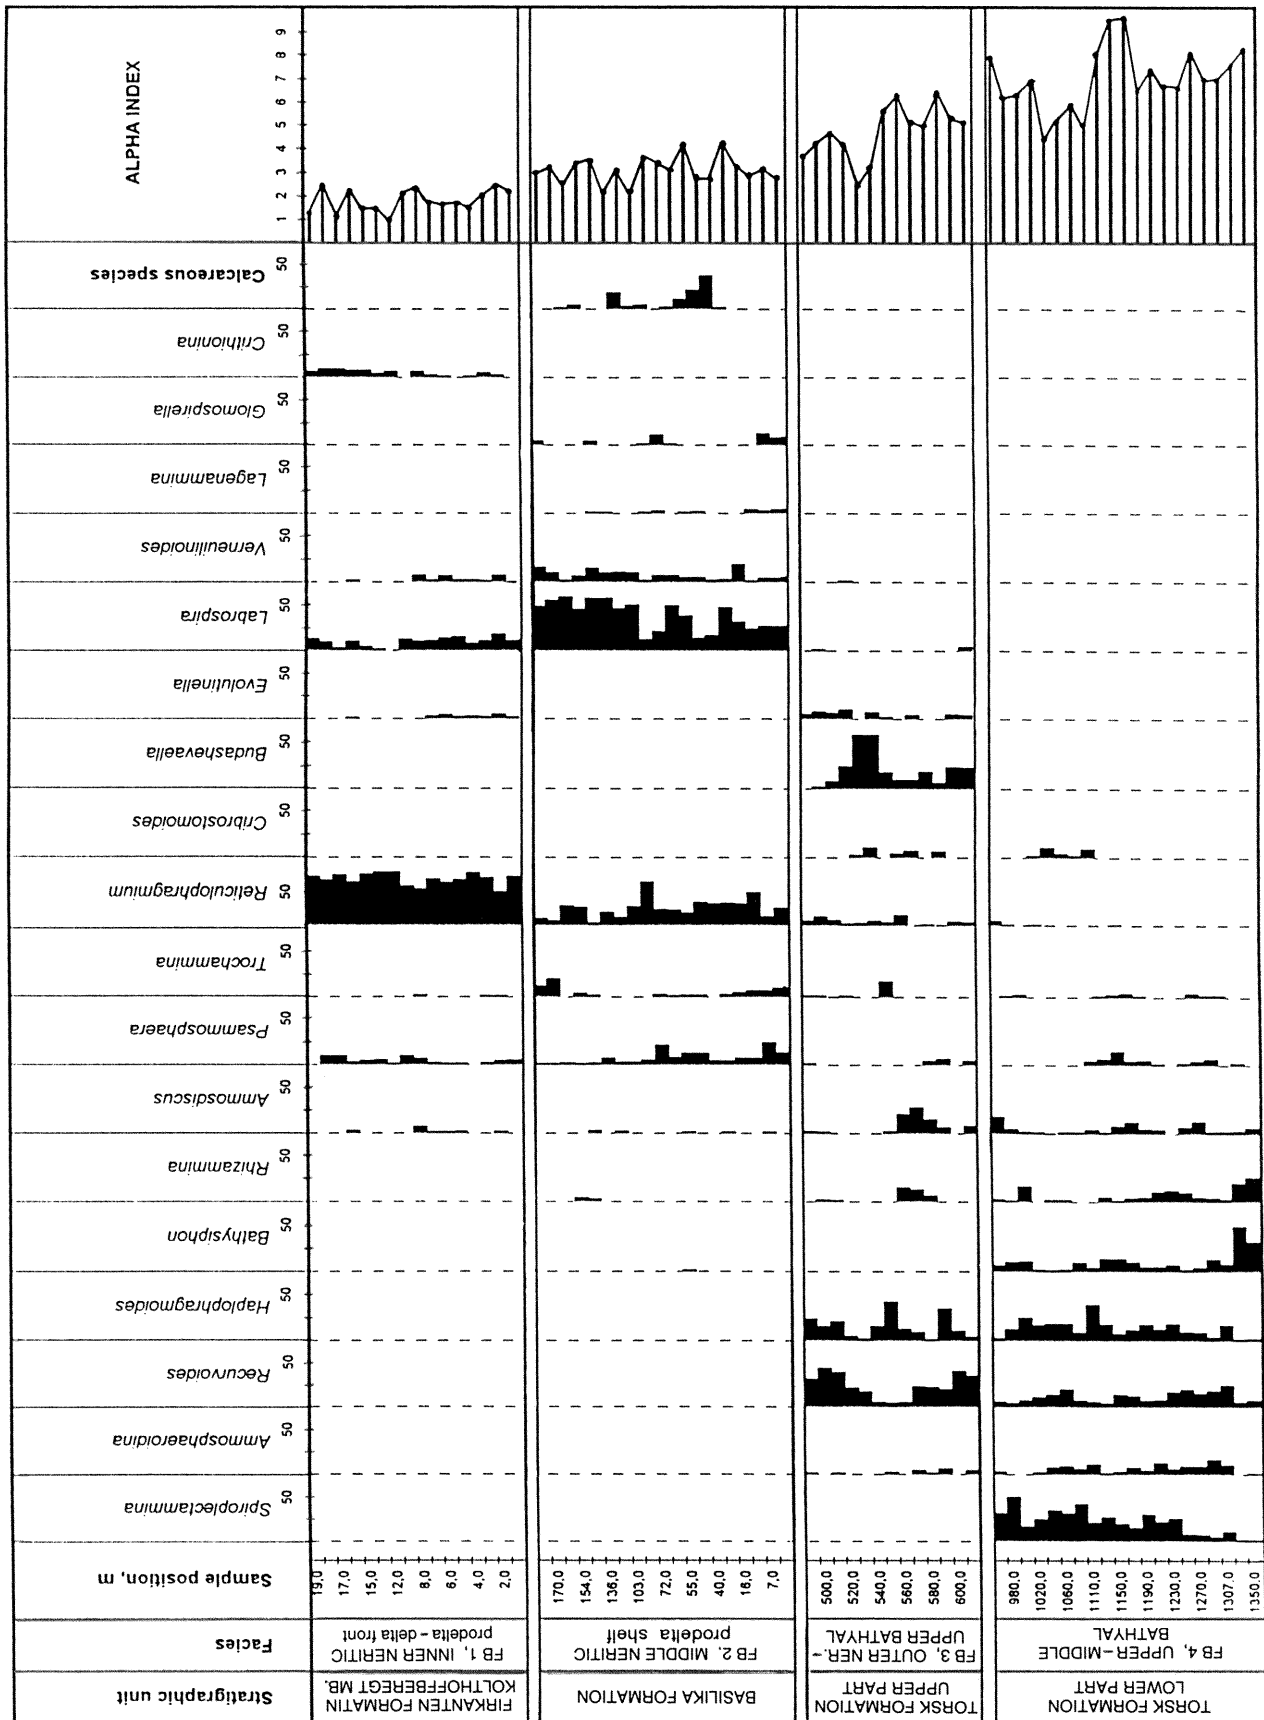 ALPHA INDEX
1 2 3 4 5 6 7 8 9
Calcareous species 50
Crithionina 50
Glomospirella 50
Lagenammina 50
Verneuilinoides 50
Labrospira 50
Evolutinella 50
Budashevaella 50
Cribrostomoides 50
Reticulophragmium 50
Trochammina 50
Psammosphaera 50
Ammosdiscus 50
Rhizammina 50
Bathysiphon 50
Haplophragmoides 50
Recurvoides 50
Ammosphaeroidina 50
Spiroplectammina 50
Sample position, m
19,0 17,0 15,0 12,0 8,0 6,0 4,0 2,0
170.0 154.0 136.0 103.0 72.0 55.0 40.0 16.0 7,0
500.0 520.0 540.0 560.0 580.0 600.0
980.0 1020.0 1060.0 1110.0 1150.0 1190.0 1230.0 1270.0 1307.0 1350.0
Facies
FB 1, INNER NERITIC
prodelta - delta front
FB 2, MIDDLE NERITIC
prodelta shelf
FB 3, OUTER NER.-
UPPER BATHYAL
FB 4, UPPER-MIDDLE
BATHYAL
Stratigraphic unit
FIRKANTEN FORMATIN
KOLTHOFFBEREGT MB.
BASILIKA FORMATION
TORSK FORMATION
UPPER PART
TORSK FORMATION
LOWER PART